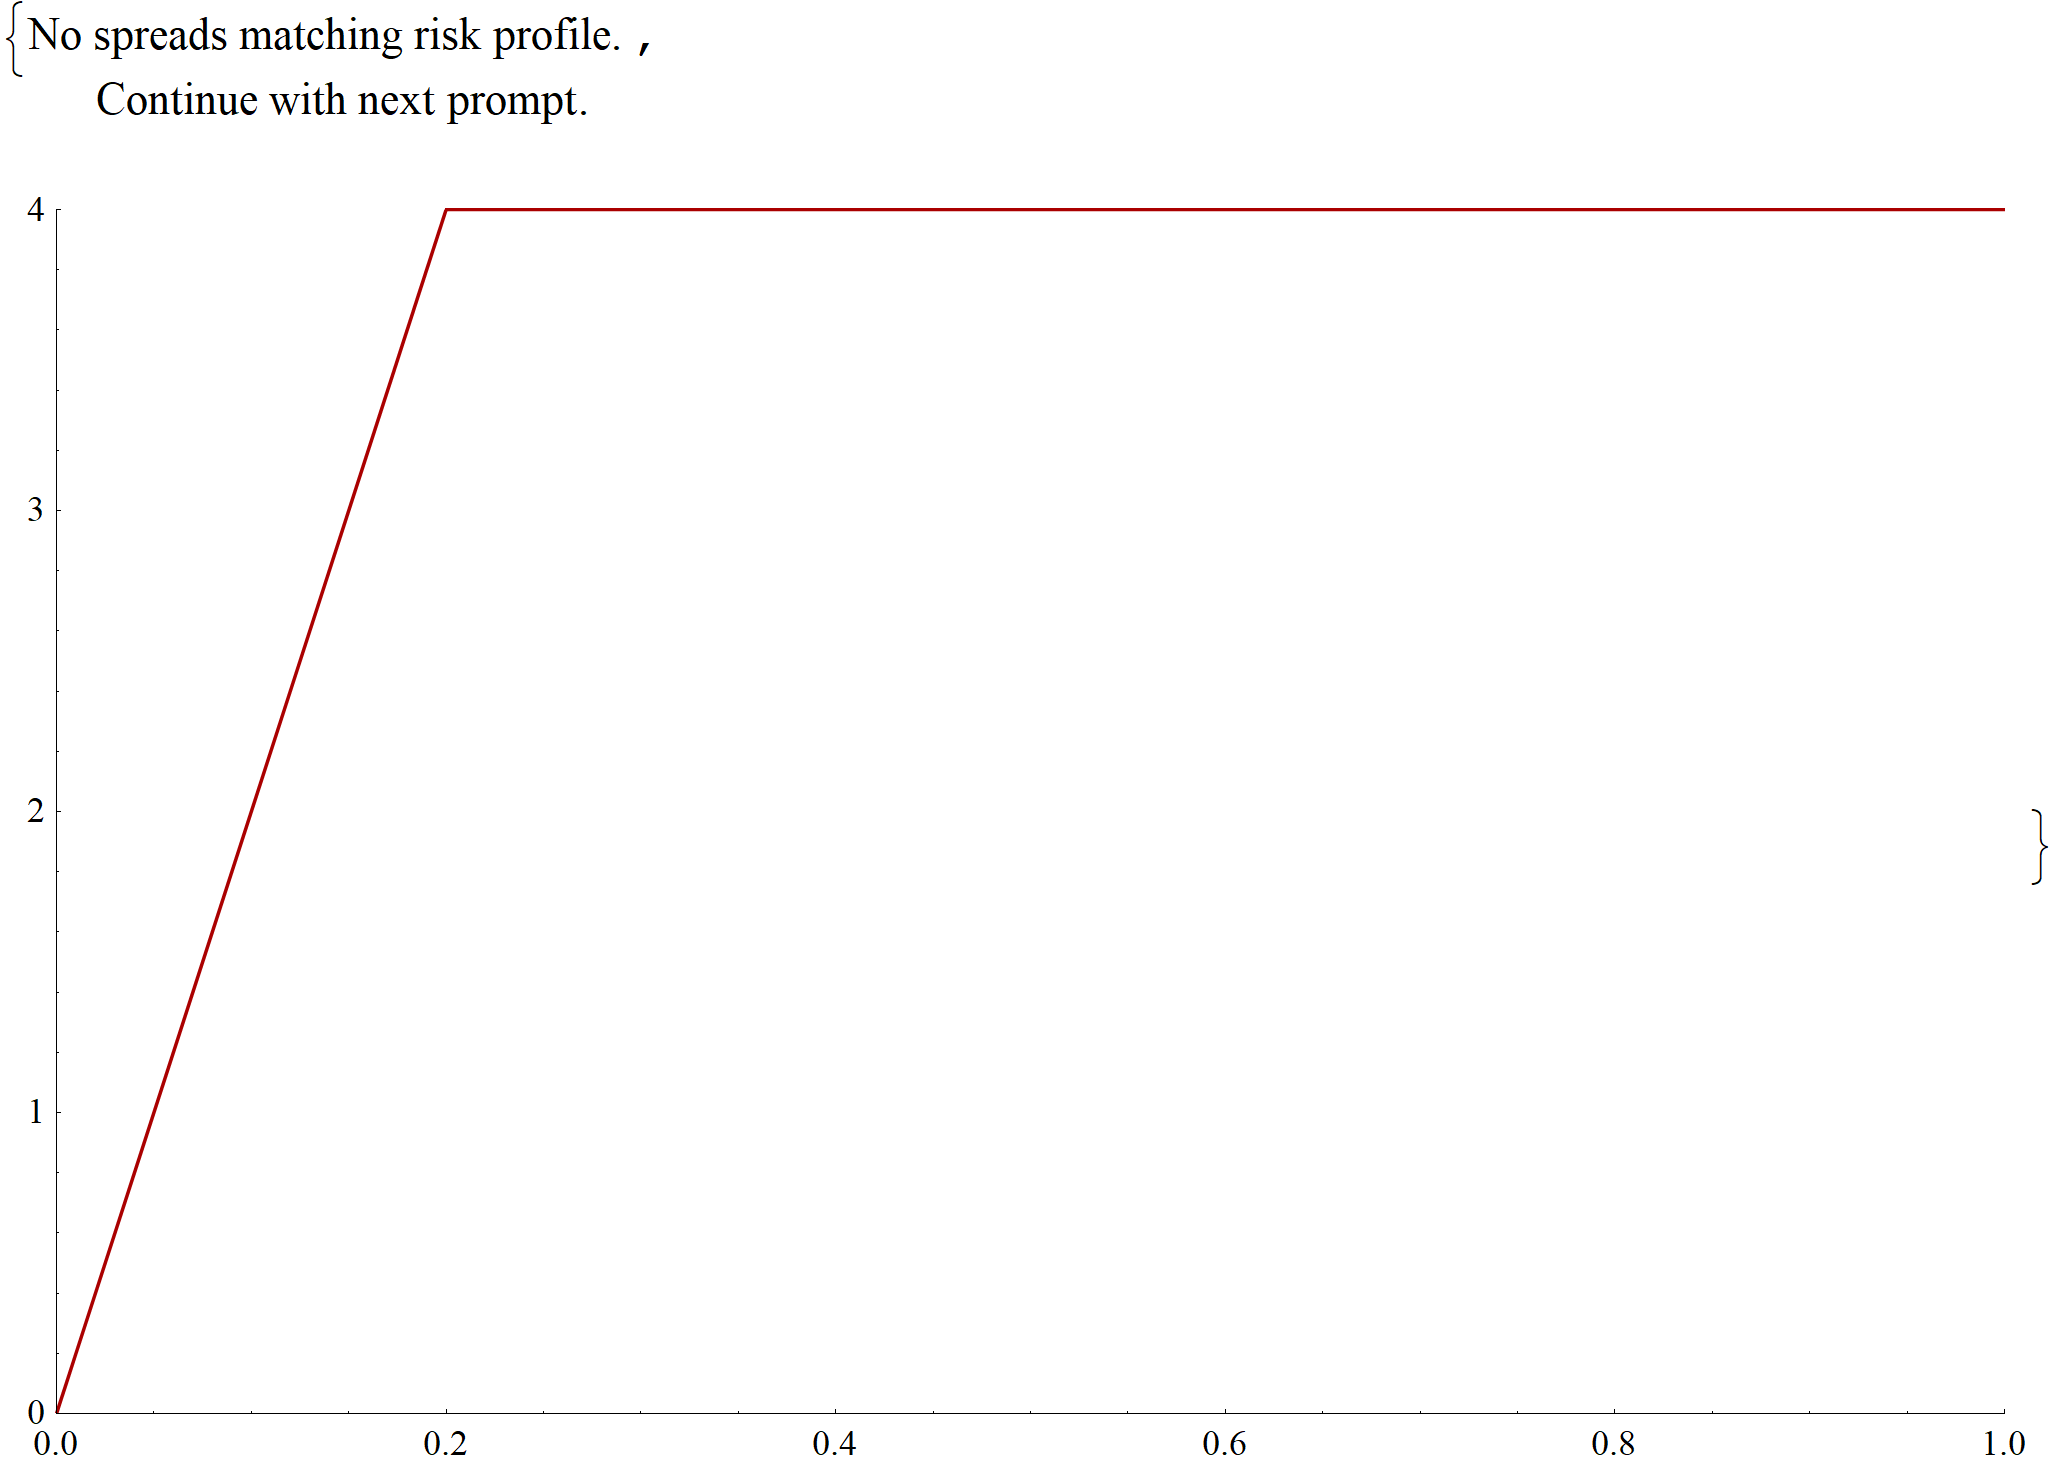 {No spreads matching risk profile. ,
Continue with next prompt.
4
3
2
}
1
0
0.0 0.2 0.4 0.6 0.8 1.0